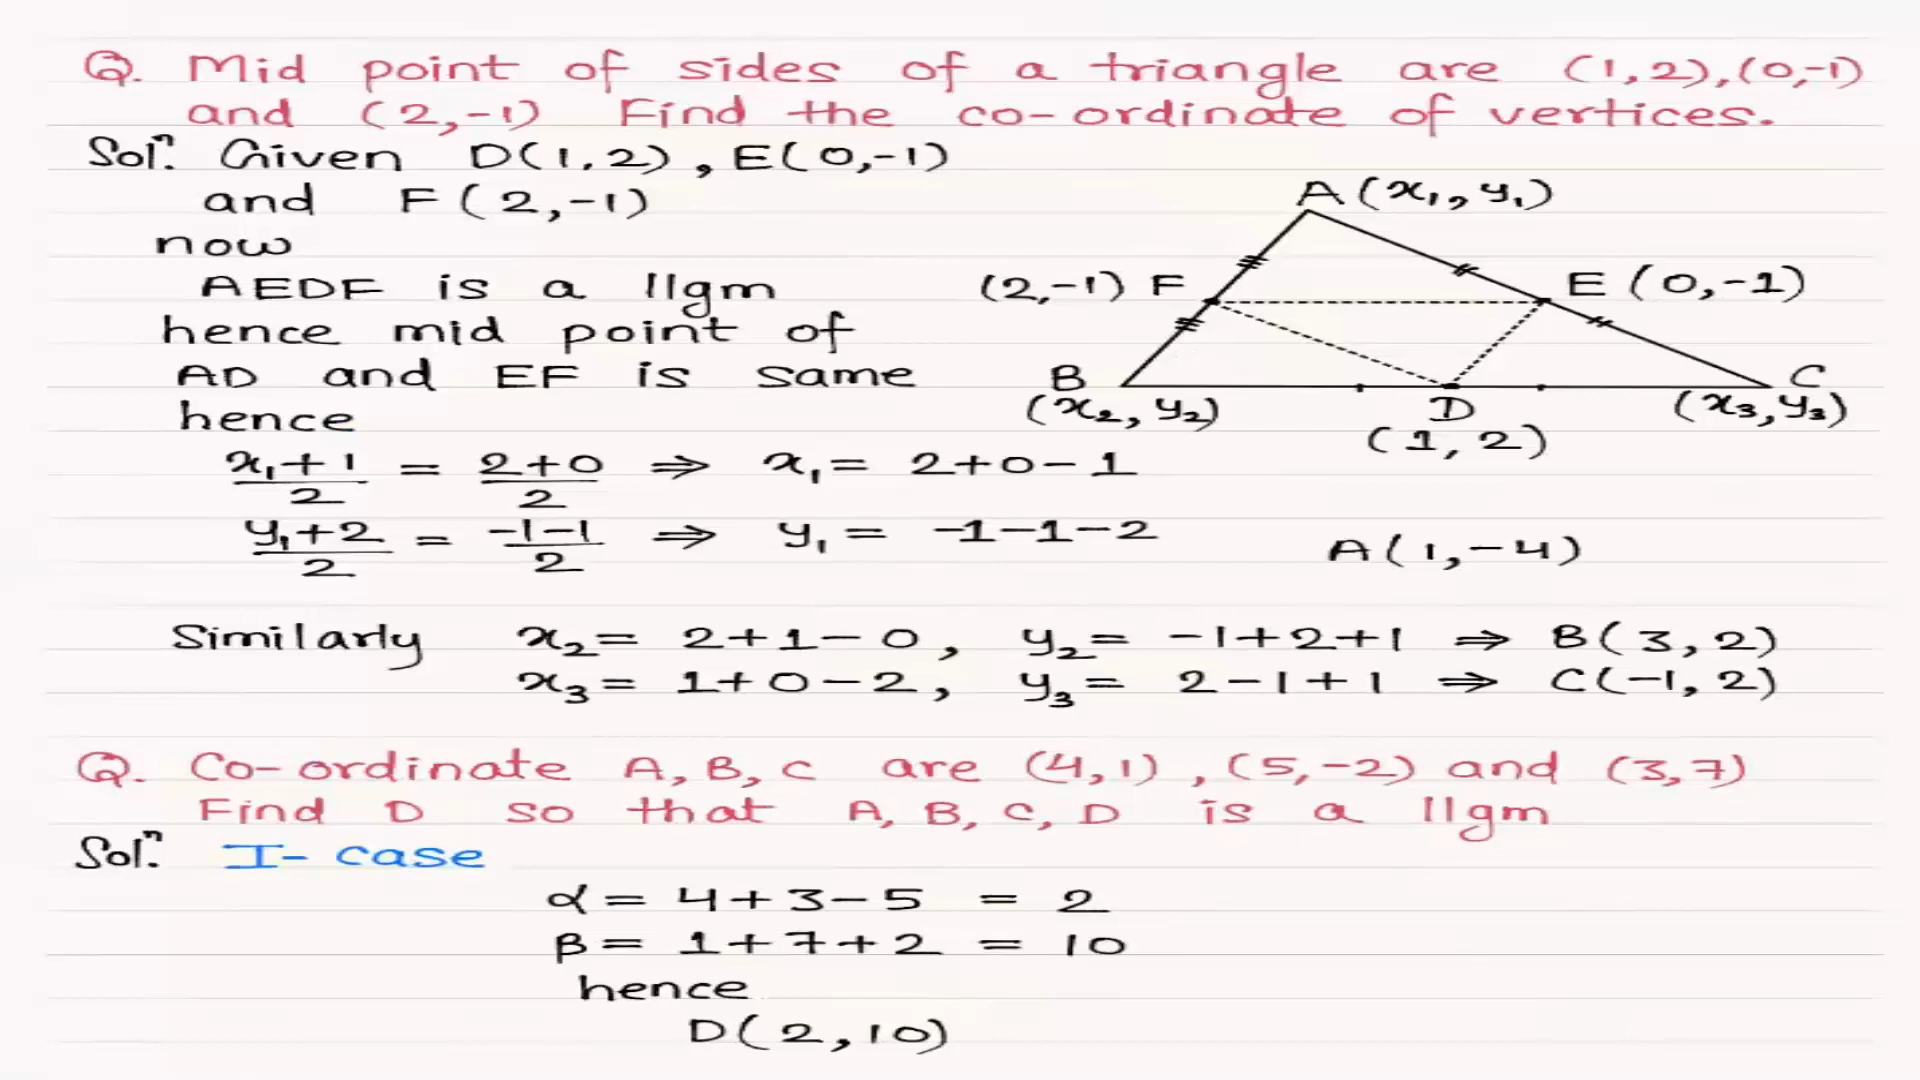 Q. Mid point of sides of a triangle are (1,2),(0,-1)
and (2,-1) Find the co-ordinate of vertices.
Solⁿ. Given D(1,2), E(0,-1)
and F(2,-1)
now
AEDF is a llgm
hence mid point of
AD and EF is same
hence
A(x₁, y₁)
(2,-1) F
E(0,-1)
B
C
(x₂, y₂)
D
(x₃, y₃)
(1, 2)
(x₁+1)/2 = (2+0)/2 ⇒ x₁ = 2+0-1
(y₁+2)/2 = (-1-1)/2 ⇒ y₁ = -1-1-2
A(1,-4)
Similarly x₂ = 2+1-0, y₂ = -1+2+1 ⇒ B(3,2)
x₃ = 1+0-2, y₃ = 2-1+1 ⇒ C(-1,2)
Q. Co-ordinate A, B, C are (4,1), (5,-2) and (3,7)
Find D so that A, B, C, D is a llgm
Solⁿ. I- case
α = 4+3-5 = 2
β = 1+7+2 = 10
hence
D(2,10)